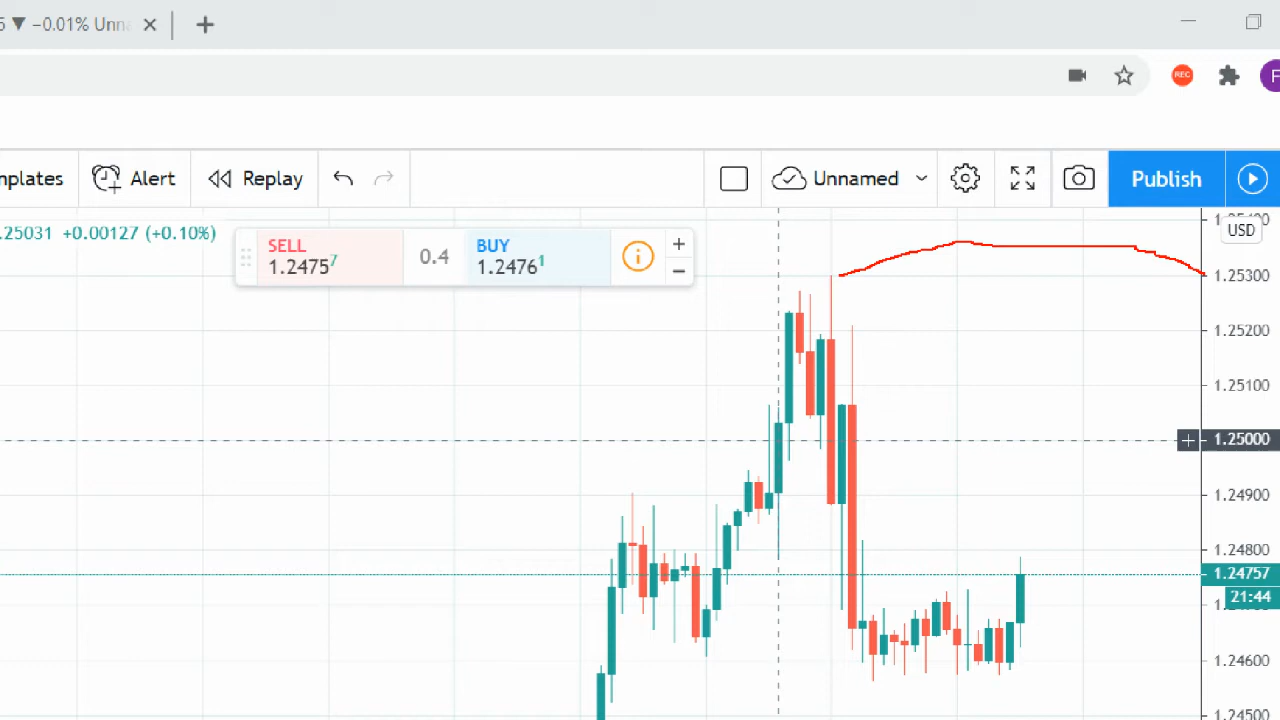 ▼ −0.01% Unna
REC
F
nplates Alert Replay Unnamed Publish
.25031 +0.00127 (+0.10%)
SELL
1.24757
0.4
BUY
1.24761
USD
1.25300
1.25200
1.25100
1.25000
1.24900
1.24800
1.24757
21:44
1.24600
1.24500